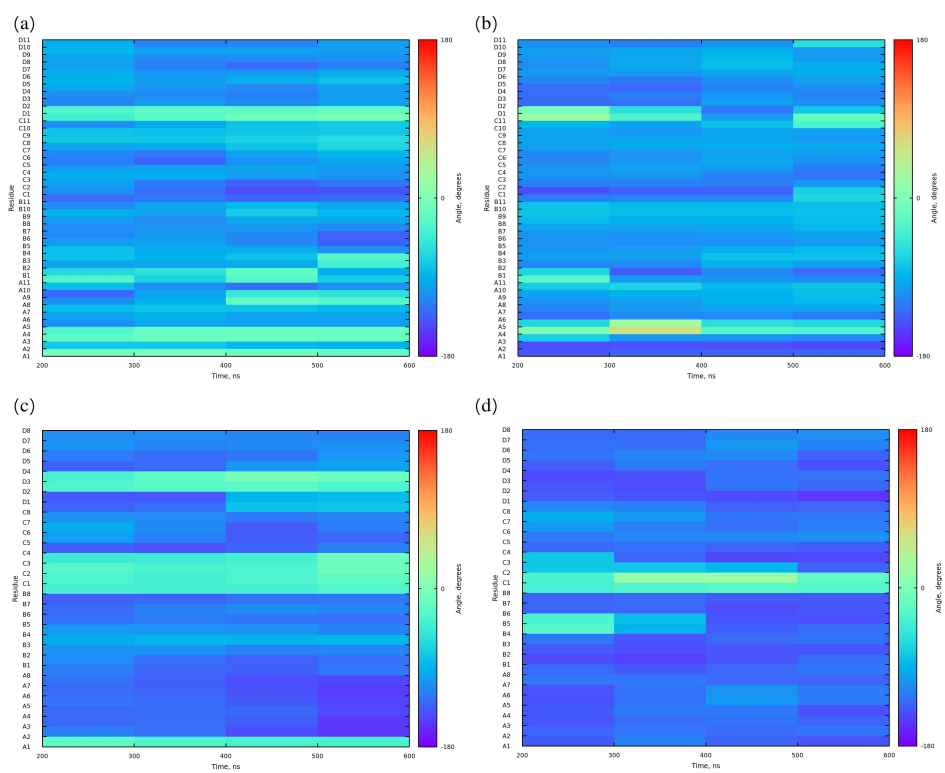 (a)
D11
D10
D9
D8
D7
D6
D5
D4
D3
D2
D1
C11
C10
C9
C8
C7
C6
C5
C4
C3
C2
C1
B11
B10
B9
B8
B7
B6
B5
B4
B3
B2
B1
A11
A10
A9
A8
A7
A6
A5
A4
A3
A2
A1
Residue
200 300 400 500 600
Time, ns
180
0
-180
Angle, degrees
(b)
D11
D10
D9
D8
D7
D6
D5
D4
D3
D2
D1
C11
C10
C9
C8
C7
C6
C5
C4
C3
C2
C1
B11
B10
B9
B8
B7
B6
B5
B4
B3
B2
B1
A11
A10
A9
A8
A7
A6
A5
A4
A3
A2
A1
Residue
200 300 400 500 600
Time, ns
180
0
-180
Angle, degrees
(c)
D8
D7
D6
D5
D4
D3
D2
D1
C8
C7
C6
C5
C4
C3
C2
C1
B8
B7
B6
B5
B4
B3
B2
B1
A8
A7
A6
A5
A4
A3
A2
A1
Residue
200 300 400 500 600
Time, ns
180
0
-180
Angle, degrees
(d)
D8
D7
D6
D5
D4
D3
D2
D1
C8
C7
C6
C5
C4
C3
C2
C1
B8
B7
B6
B5
B4
B3
B2
B1
A8
A7
A6
A5
A4
A3
A2
A1
Residue
200 300 400 500 600
Time, ns
180
0
-180
Angle, degrees